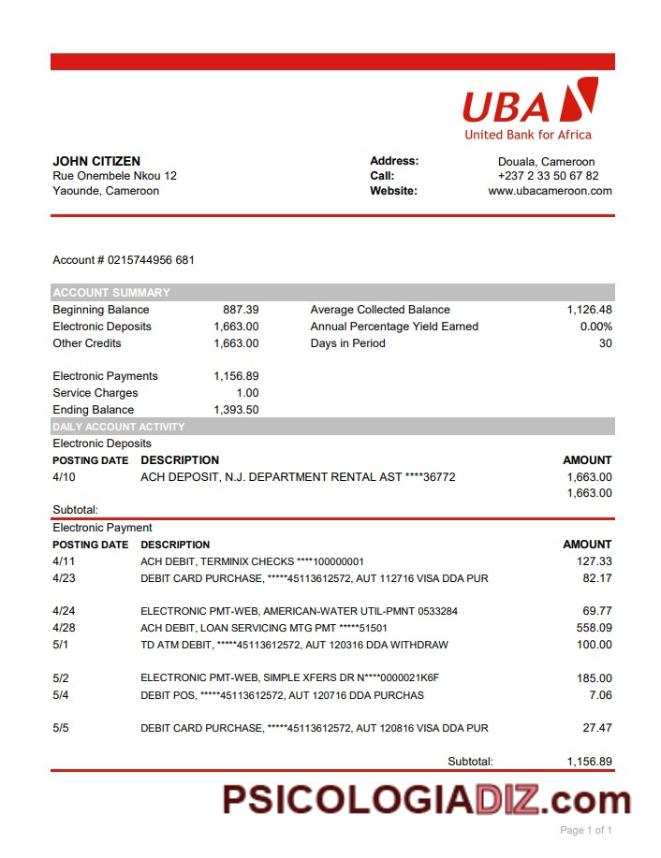 UBA
United Bank for Africa
JOHN CITIZEN Address: Douala, Cameroon
Rue Onembele Nkou 12 Call: +237 2 33 50 67 82
Yaounde, Cameroon Website: www.ubacameroon.com
Account # 0215744956 681
ACCOUNT SUMMARY
Beginning Balance 887.39 Average Collected Balance 1,126.48
Electronic Deposits 1,663.00 Annual Percentage Yield Earned 0.00%
Other Credits 1,663.00 Days in Period 30
Electronic Payments 1,156.89
Service Charges 1.00
Ending Balance 1,393.50
DAILY ACCOUNT ACTIVITY
Electronic Deposits
POSTING DATE DESCRIPTION AMOUNT
4/10 ACH DEPOSIT, N.J. DEPARTMENT RENTAL AST ****36772 1,663.00
1,663.00
Subtotal:
Electronic Payment
POSTING DATE DESCRIPTION AMOUNT
4/11 ACH DEBIT, TERMINIX CHECKS ****100000001 127.33
4/23 DEBIT CARD PURCHASE, *****45113612572, AUT 112716 VISA DDA PUR 82.17
4/24 ELECTRONIC PMT-WEB, AMERICAN-WATER UTIL-PMNT 0533284 69.77
4/28 ACH DEBIT, LOAN SERVICING MTG PMT *****51501 558.09
5/1 TD ATM DEBIT, *****45113612572, AUT 120316 DDA WITHDRAW 100.00
5/2 ELECTRONIC PMT-WEB, SIMPLE XFERS DR N****0000021K6F 185.00
5/4 DEBIT POS, *****45113612572, AUT 120716 DDA PURCHAS 7.06
5/5 DEBIT CARD PURCHASE, *****45113612572, AUT 120816 VISA DDA PUR 27.47
Subtotal: 1,156.89
PSICOLOGIADIZ.com
Page 1 of 1